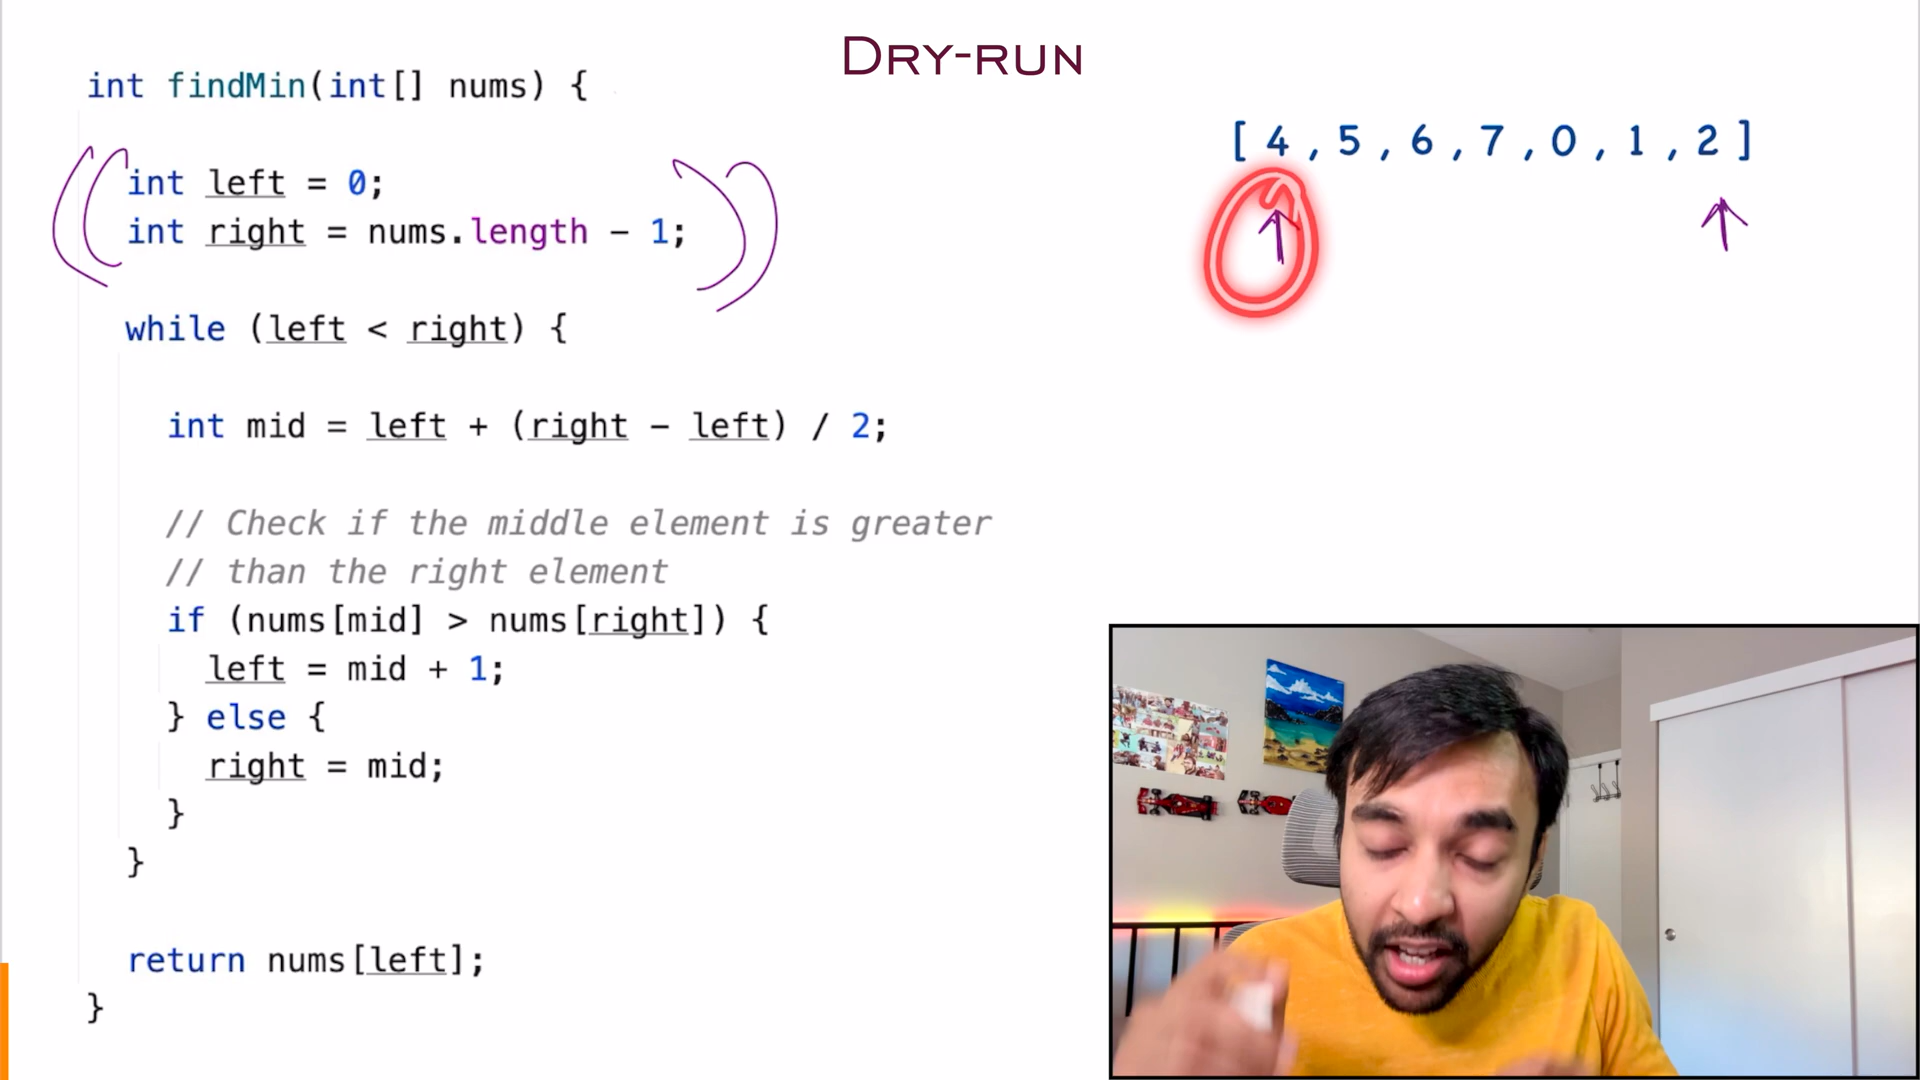 DRY-RUN
int findMin(int[] nums) {
int left = 0;
int right = nums.length - 1;
while (left < right) {
int mid = left + (right - left) / 2;
// Check if the middle element is greater
// than the right element
if (nums[mid] > nums[right]) {
left = mid + 1;
} else {
right = mid;
}
}
return nums[left];
}
[ 4 , 5 , 6 , 7 , 0 , 1 , 2 ]